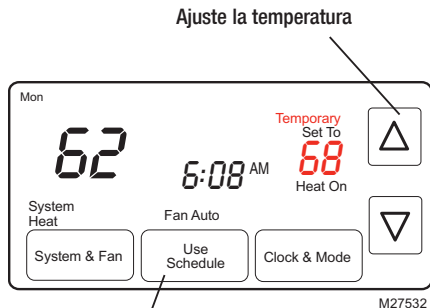 Ajuste la temperatura
Mon
Temporary
Set To
62
6:08 AM
68
Heat On
System
Heat
Fan Auto
System & Fan
Use
Schedule
Clock & Mode
M27532